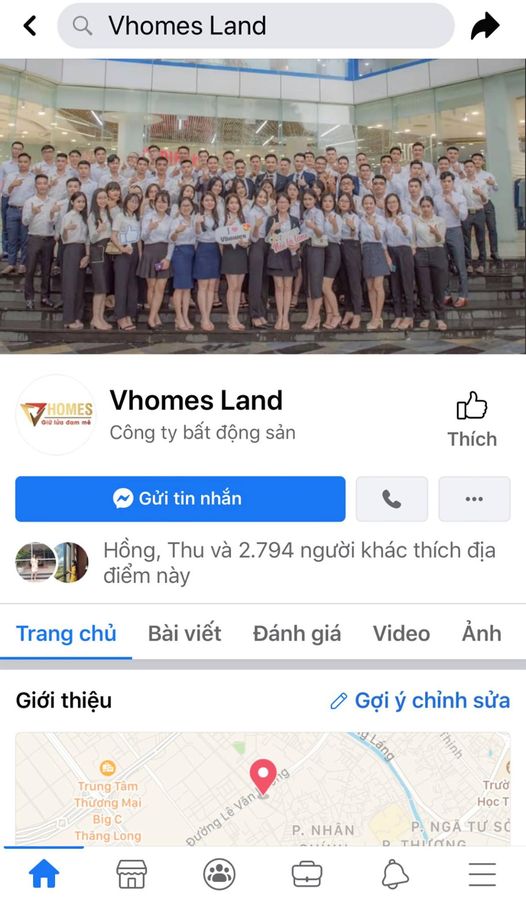 Vhomes Land
I ♥
Vhomes
VHOMES
Giữ lửa đam mê
Vhomes Land
Công ty bất động sản
Thích
Gửi tin nhắn
Hồng, Thu và 2.794 người khác thích địa
điểm này
Trang chủ
Bài viết
Đánh giá
Video
Ảnh
Giới thiệu
Gợi ý chỉnh sửa
Trung Tâm
Thương Mại
Big C
Thăng Long
Đường Lê Văn
P. NHÂN
P. NGÃ TƯ SỞ
P. THƯỢNG
Thịnh
g Láng
Trườ
Học T